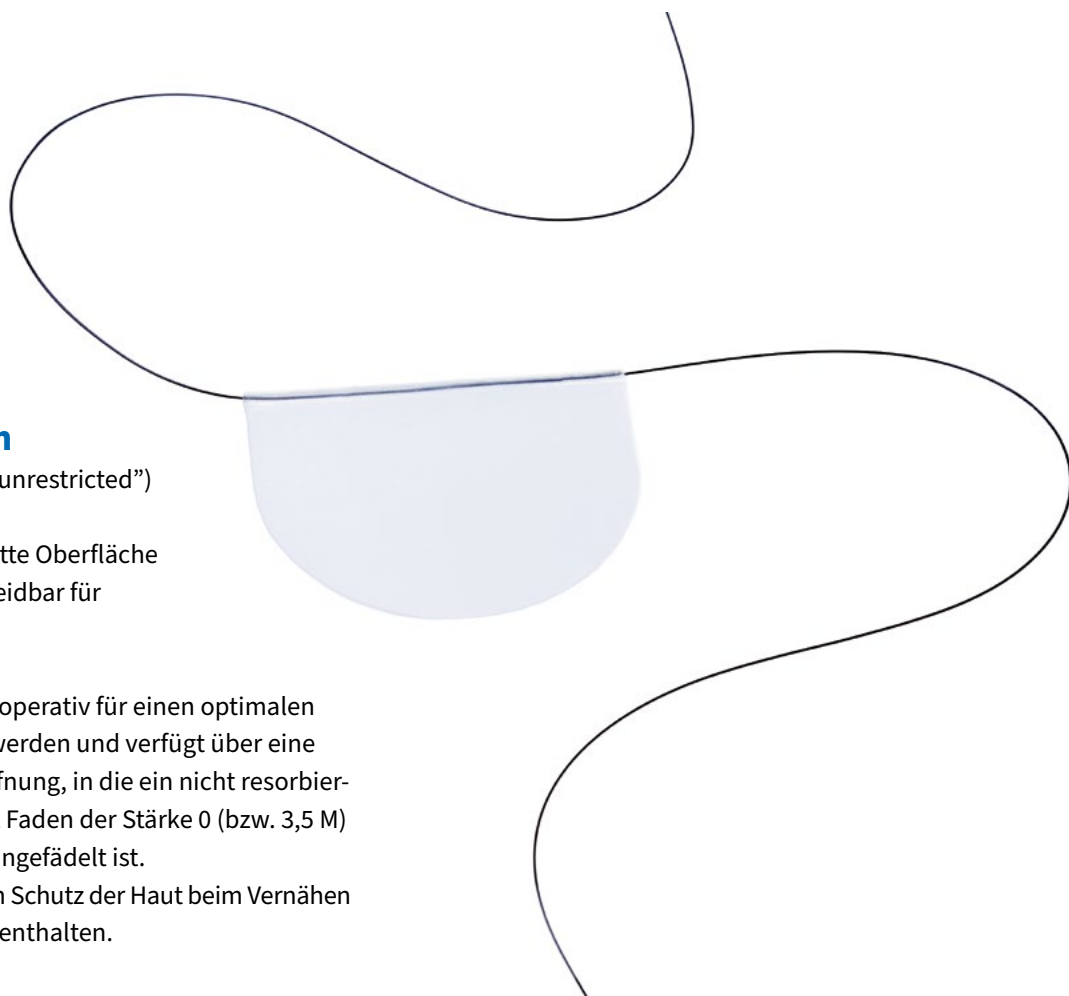 n
unrestricted”)
tte Oberfläche
eidbar für
operativ für einen optimalen
werden und verfügt über eine
fnung, in die ein nicht resorbier-
Faden der Stärke 0 (bzw. 3,5 M)
ngefädelt ist.
n Schutz der Haut beim Vernähen
enthalten.